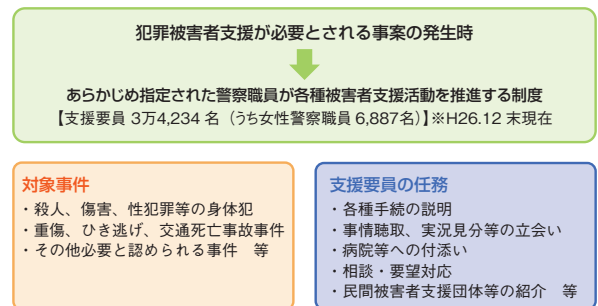 犯罪被害者支援が必要とされる事案の発生時
あらかじめ指定された警察職員が各種被害者支援活動を推進する制度
【支援要員 3万4,234 名（うち女性警察職員 6,887名）】※H26.12 末現在
対象事件
・殺人、傷害、性犯罪等の身体犯
・重傷、ひき逃げ、交通死亡事故事件
・その他必要と認められる事件　等
支援要員の任務
・各種手続の説明
・事情聴取、実況見分等の立会い
・病院等への付添い
・相談・要望対応
・民間被害者支援団体等の紹介　等